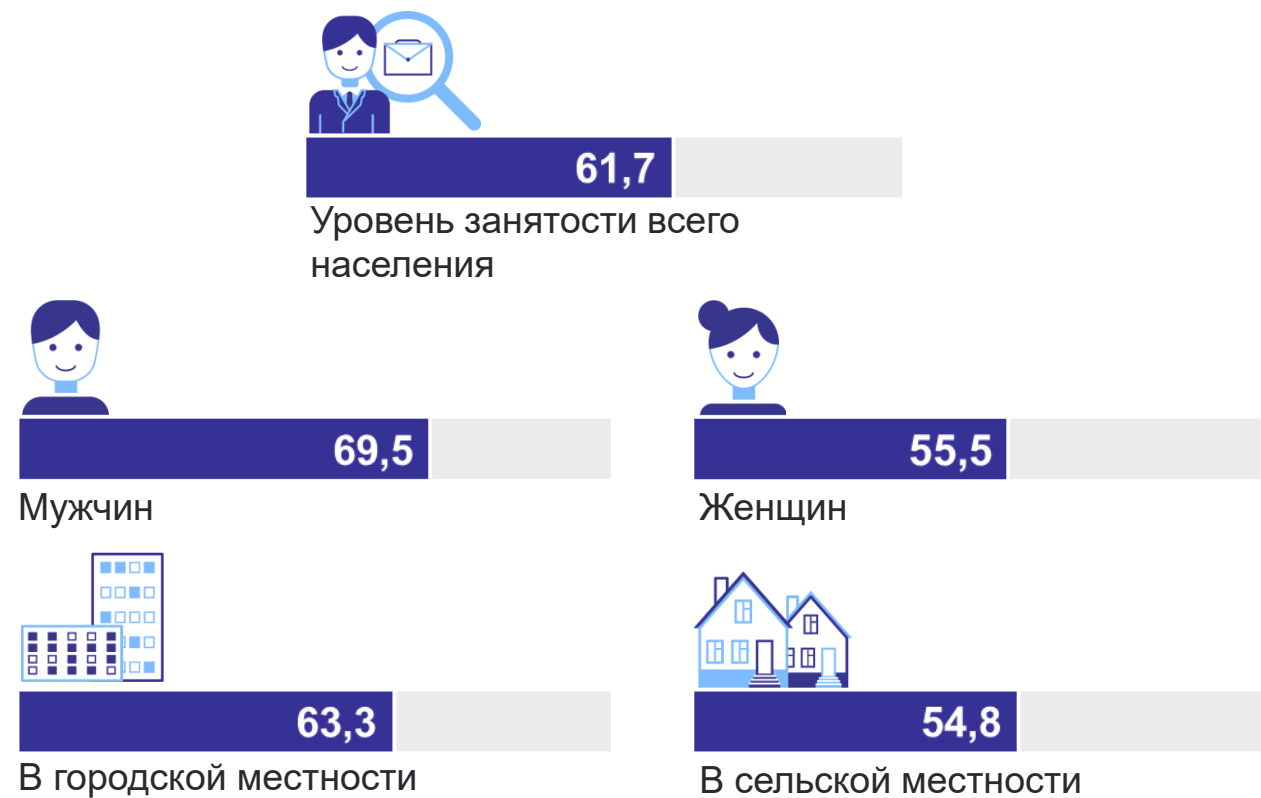 61,7
Уровень занятости всего
населения
69,5
Мужчин
55,5
Женщин
63,3
В городской местности
54,8
В сельской местности